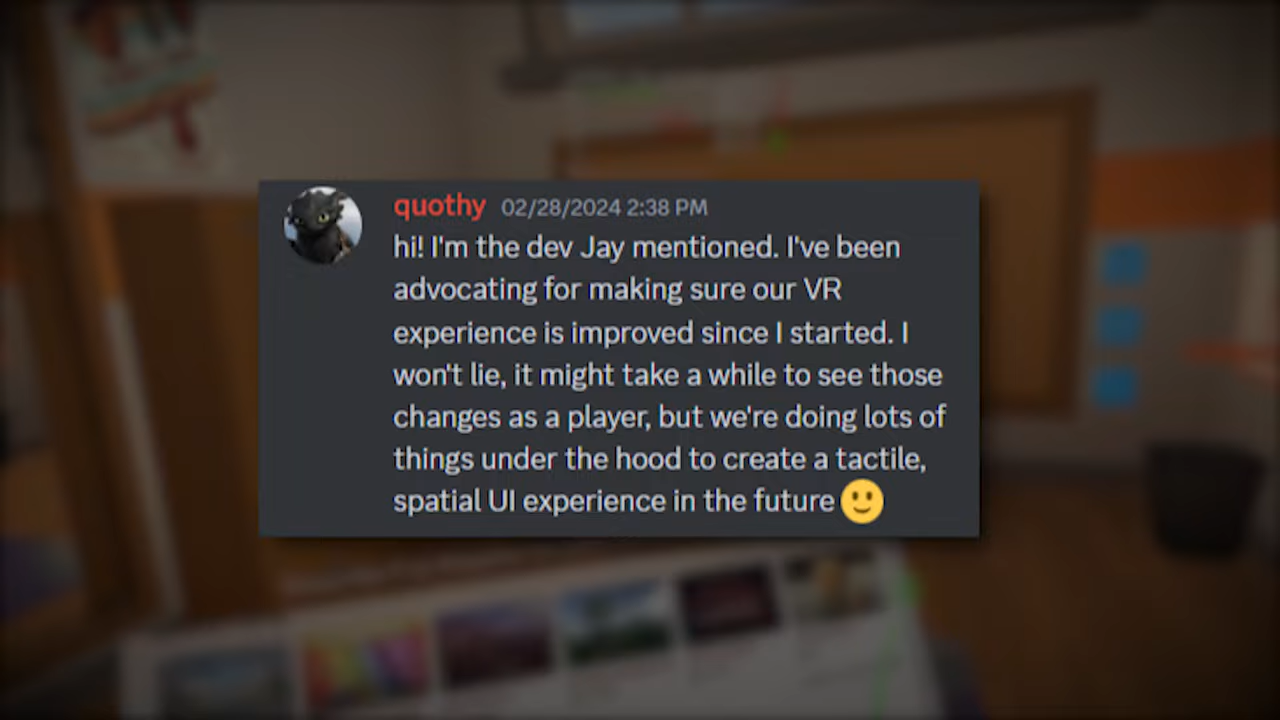 quothy 02/28/2024 2:38 PM
hi! I'm the dev Jay mentioned. I've been
advocating for making sure our VR
experience is improved since I started. I
won't lie, it might take a while to see those
changes as a player, but we're doing lots of
things under the hood to create a tactile,
spatial UI experience in the future 🙂